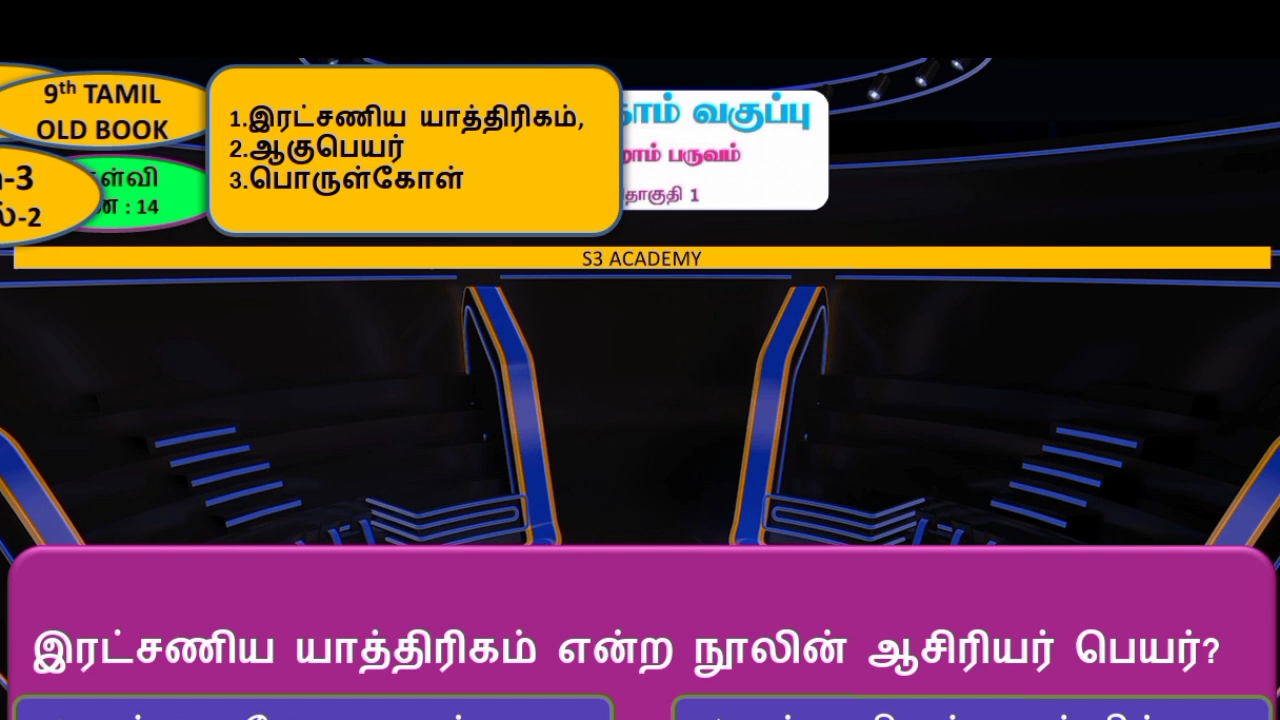 9th TAMIL
OLD BOOK
-3
-2
: 14
1.இரட்சணிய யாத்திரிகம்,
2.ஆகுபெயர்
3.பொருள்கோள்
வகுப்பு
பருவம்
1
S3 ACADEMY
இரட்சணிய யாத்திரிகம் என்ற நூலின் ஆசிரியர் பெயர்?